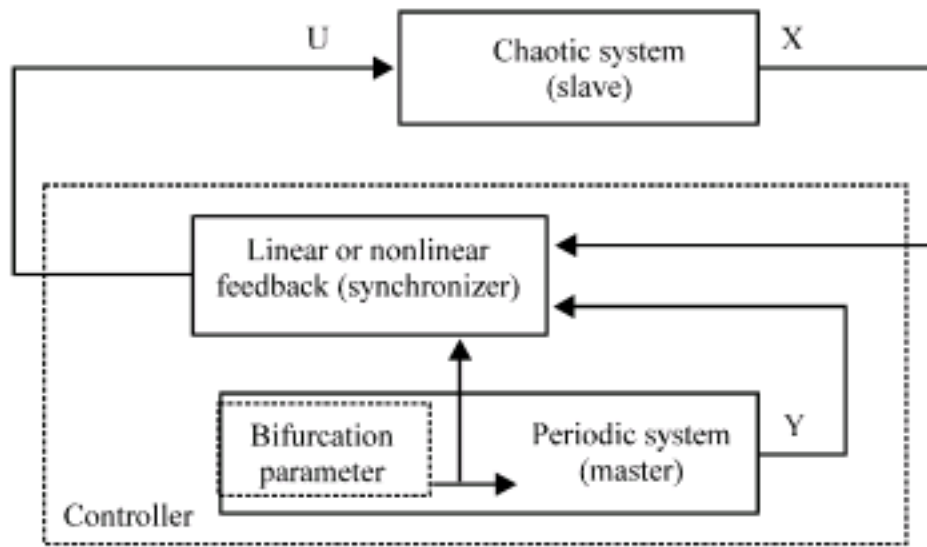 U
Chaotic system
(slave)
X
Linear or nonlinear
feedback (synchronizer)
Bifurcation
parameter
Periodic system
(master)
Y
Controller